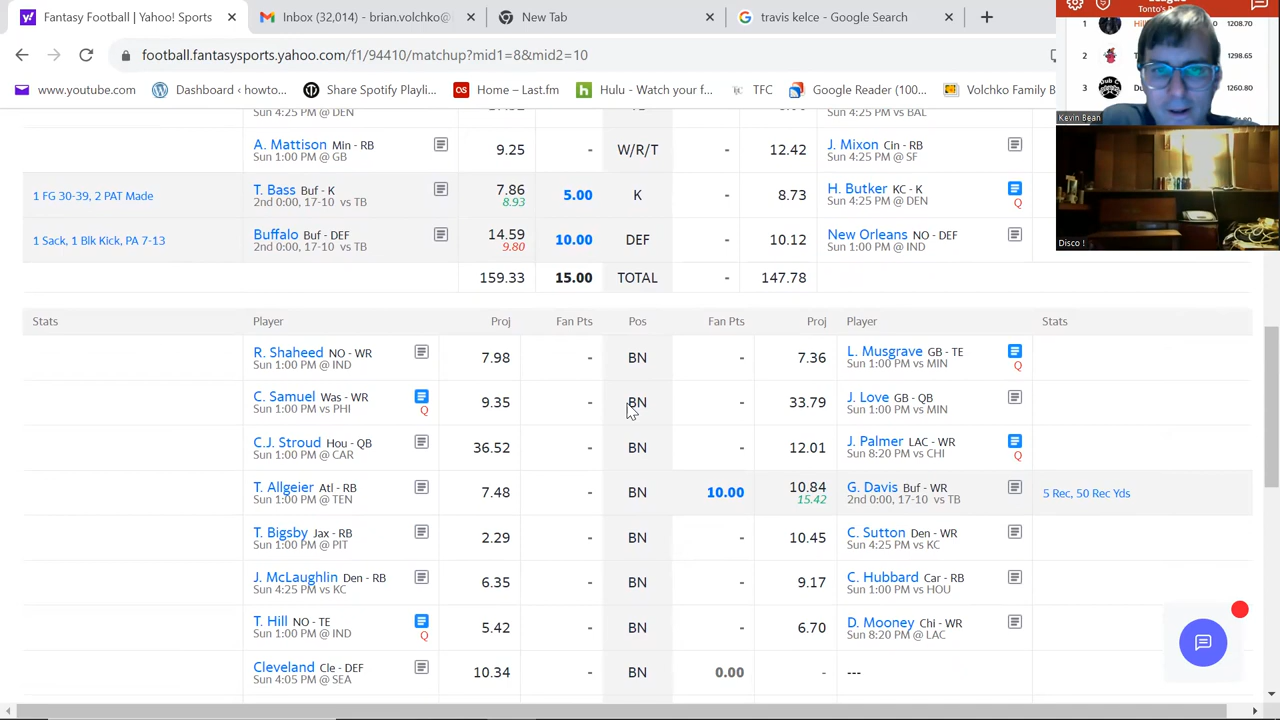 Fantasy Football | Yahoo! Sports
Inbox (32,014) - brian.volchko@
New Tab
travis kelce - Google Search
football.fantasysports.yahoo.com/f1/94410/matchup?mid1=8&mid2=10
www.youtube.com
Dashboard ‹ howto...
Share Spotify Playli...
Home – Last.fm
Hulu - Watch your f...
TFC
Google Reader (100...
Volchko Family B
Tonto's
1 Hill 1208.70
2 1298.65
3 Du 1260.80
Kevin Bean
Disco !
Sun 4:25 PM @ DEN Sun 4:25 PM vs BAL
A. Mattison Min - RB 9.25 - W/R/T - 12.42 J. Mixon Cin - RB
Sun 1:00 PM @ GB Sun 4:25 PM @ SF
1 FG 30-39, 2 PAT Made T. Bass Buf - K 7.86 5.00 K - 8.73 H. Butker KC - K
2nd 0:00, 17-10 vs TB 8.93 Sun 4:25 PM @ DEN Q
1 Sack, 1 Blk Kick, PA 7-13 Buffalo Buf - DEF 14.59 10.00 DEF - 10.12 New Orleans NO - DEF
2nd 0:00, 17-10 vs TB 9.80 Sun 1:00 PM @ IND
159.33 15.00 TOTAL - 147.78
Stats Player Proj Fan Pts Pos Fan Pts Proj Player Stats
R. Shaheed NO - WR 7.98 - BN - 7.36 L. Musgrave GB - TE
Sun 1:00 PM @ IND Sun 1:00 PM vs MIN Q
C. Samuel Was - WR 9.35 - BN - 33.79 J. Love GB - QB
Sun 1:00 PM vs PHI Q Sun 1:00 PM vs MIN
C.J. Stroud Hou - QB 36.52 - BN - 12.01 J. Palmer LAC - WR
Sun 1:00 PM @ CAR Sun 8:20 PM vs CHI Q
T. Allgeier Atl - RB 7.48 - BN 10.00 10.84 G. Davis Buf - WR 5 Rec, 50 Rec Yds
Sun 1:00 PM @ TEN 15.42 2nd 0:00, 17-10 vs TB
T. Bigsby Jax - RB 2.29 - BN - 10.45 C. Sutton Den - WR
Sun 1:00 PM @ PIT Sun 4:25 PM vs KC
J. McLaughlin Den - RB 6.35 - BN - 9.17 C. Hubbard Car - RB
Sun 4:25 PM vs KC Sun 1:00 PM vs HOU
T. Hill NO - TE 5.42 - BN - 6.70 D. Mooney Chi - WR
Sun 1:00 PM @ IND Q Sun 8:20 PM @ LAC
Cleveland Cle - DEF 10.34 - BN 0.00 - ---
Sun 4:05 PM @ SEA